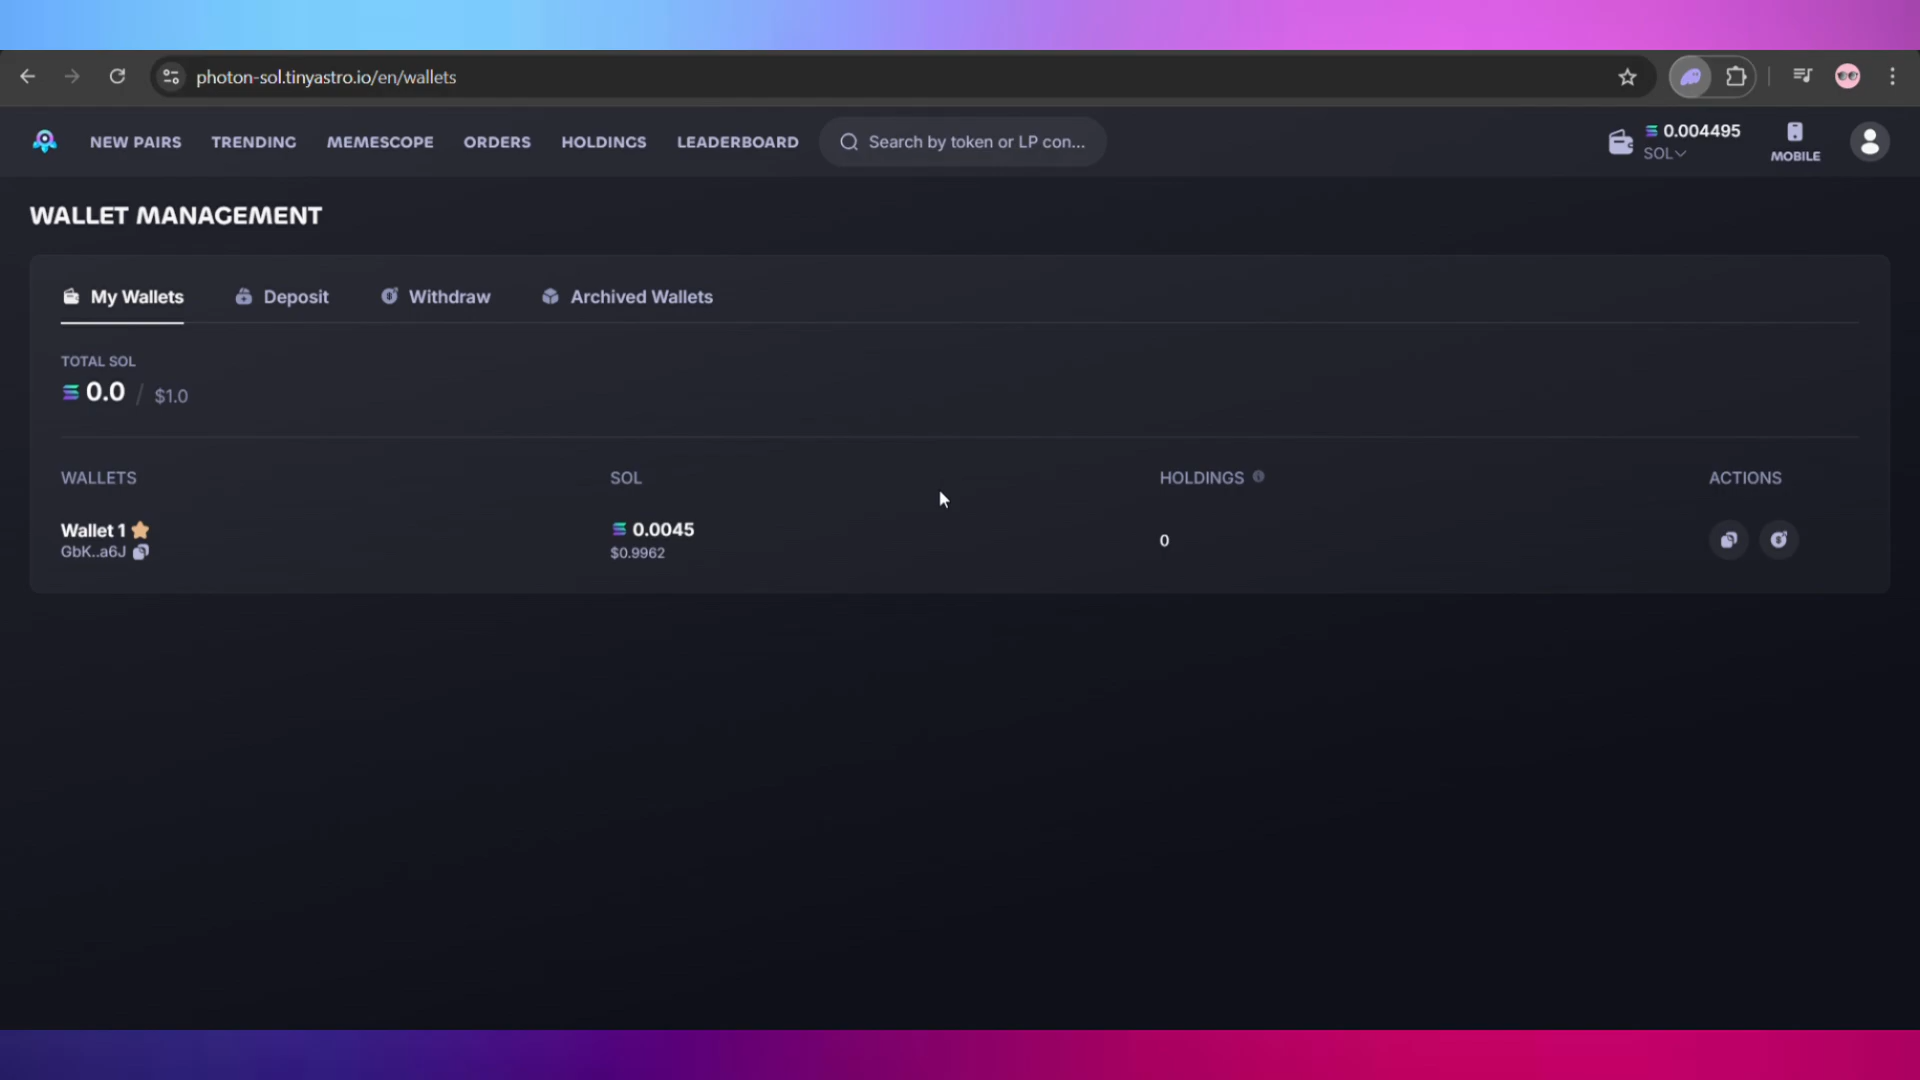 photon-sol.tinyastro.io/en/wallets
NEW PAIRS TRENDING MEMESCOPE ORDERS HOLDINGS LEADERBOARD Search by token or LP con... 0.004495
SOL MOBILE
WALLET MANAGEMENT
My Wallets Deposit Withdraw Archived Wallets
TOTAL SOL
0.0 / $1.0
WALLETS SOL HOLDINGS ACTIONS
Wallet 1 0.0045
GbK..a6J $0.9962 0